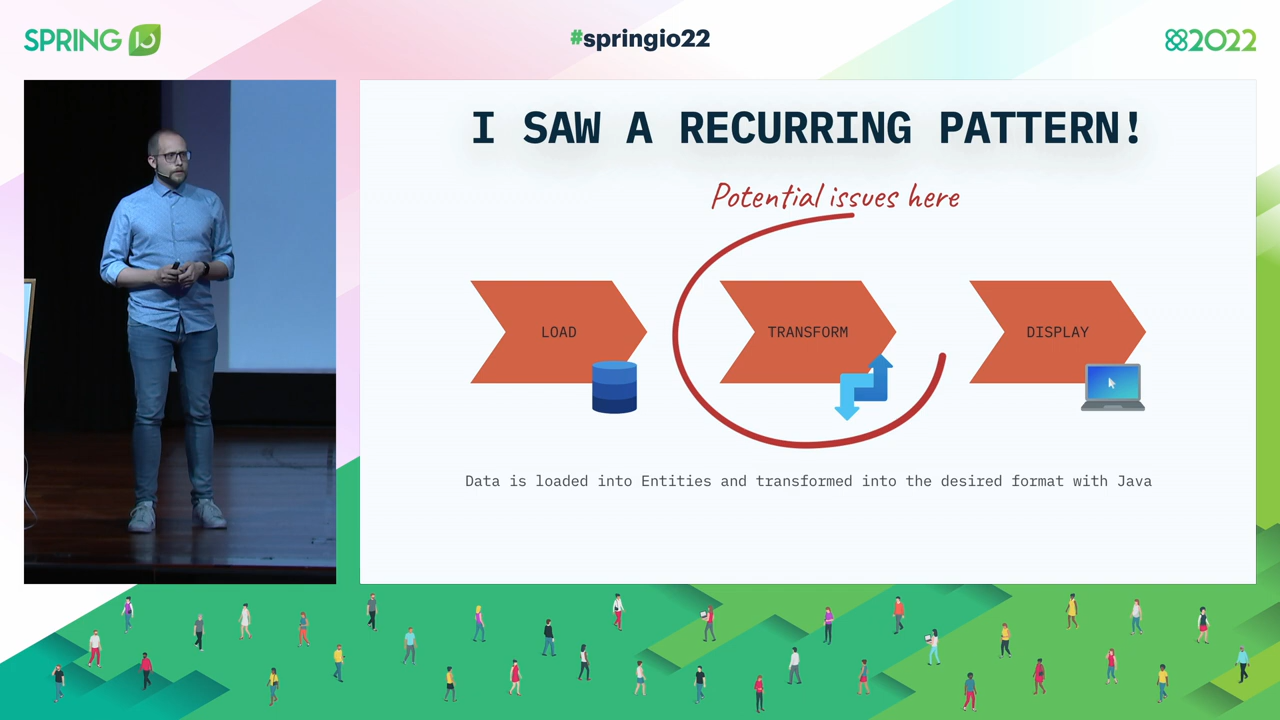 SPRING IO
#springio22
2022
I SAW A RECURRING PATTERN!
Potential issues here
LOAD
TRANSFORM
DISPLAY
Data is loaded into Entities and transformed into the desired format with Java